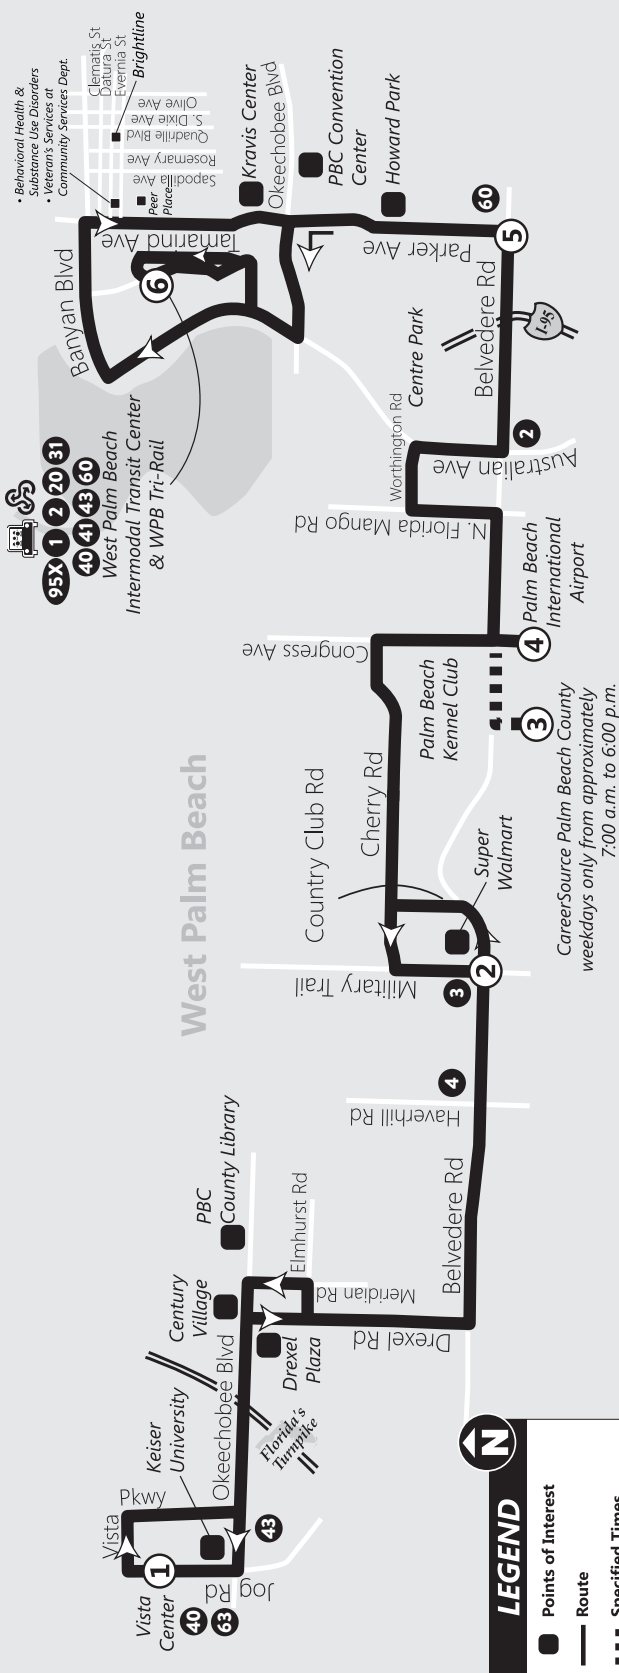 • Behavioral Health &
Substance Use Disorders
• Veteran's Services at
Community Services Dept.
Clematis St
Datura St
Evernia St
Brightline
Olive Ave
S. Dixie Ave
Quadrille Blvd
Rosemary Ave
Sapodilla Ave
Peer
Place
Banyan Blvd
Tamarind Ave
Kravis Center
Okeechobee Blvd
PBC Convention
Center
Howard Park
Parker Ave
60
5
6
Belvedere Rd
I-95
Centre Park
2
Australian Ave
Worthington Rd
N. Florida Mango Rd
95X 1 2 20 31
40 41 43 60
West Palm Beach
Intermodal Transit Center
& WPB Tri-Rail
Palm Beach
International
Airport
4
Congress Ave
Palm Beach
Kennel Club
3
CareerSource Palm Beach County
weekdays only from approximately
7:00 a.m. to 6:00 p.m.
West Palm Beach
Cherry Rd
Country Club Rd
Super
Walmart
Military Trail
3
2
4
Haverhill Rd
Belvedere Rd
PBC
County Library
Elmhurst Rd
Meridian Rd
Drexel Rd
Century
Village
Drexel
Plaza
Okeechobee Blvd
Florida's
Turnpike
Keiser
University
Vista
Pkwy
43
1
Jog Rd
Vista
Center
40
63
N
LEGEND
Points of Interest
Route
Specified Times